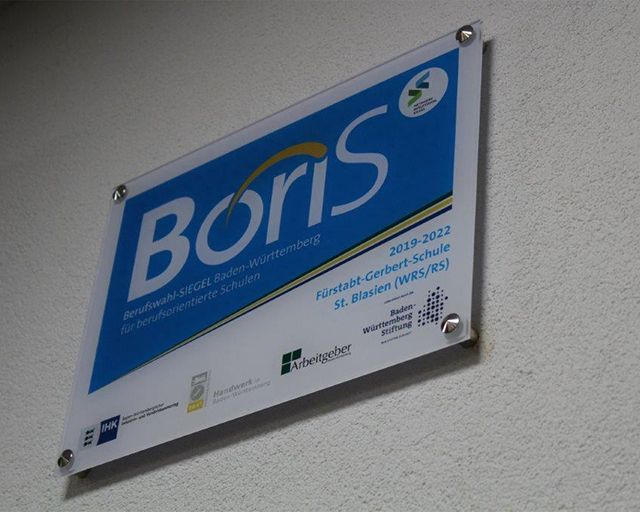 BoriS
Berufswahl-SIEGEL Baden-Württemberg
für berufsorientierte Schulen
2019-2022
Fürstabt-Gerbert-Schule
St. Blasien (WRS/RS)
Baden-
Württemberg
Stiftung
Arbeitgeber
Handwerk in
Baden-Württemberg
IHK